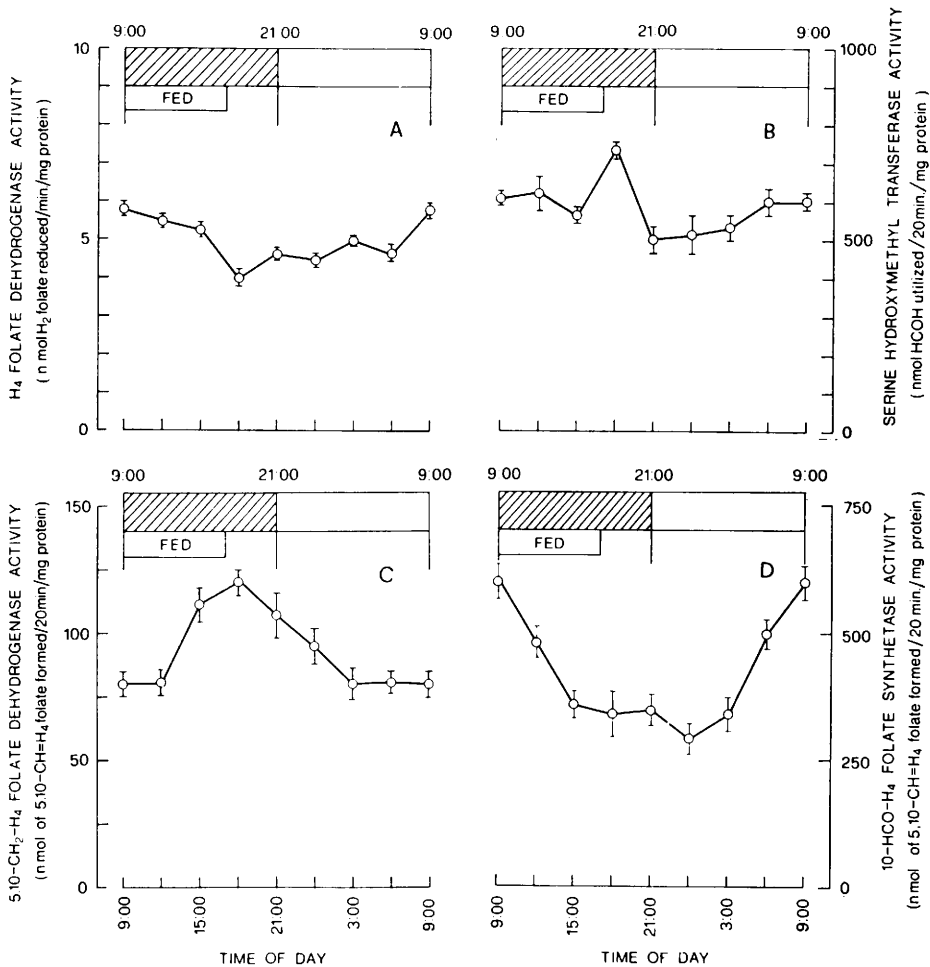 9:00 21 00 9:00
10
FED
A
5
0
H4 FOLATE DEHYDROGENASE ACTIVITY
( n mol H2 folate reduced/min/mg protein)
9 00 21:00 9 00
1000
FED
B
500
0
SERINE HYDROXYMETHYL TRANSFERASE ACTIVITY
( nmol HCOH utilized / 20 min./ mg protein )
9:00 21:00 9:00
150
FED
C
100
50
0
5.10-CH2-H4 FOLATE DEHYDROGENASE ACTIVITY
(n mol of 5.10-CH=H4 folate formed/20min/mg protein)
9:00 15:00 21:00 3:00 9:00
TIME OF DAY
9 00 21:00 9:00
750
FED
D
500
250
0
10-HCO-H4 FOLATE SYNTHETASE ACTIVITY
(nmol of 5,10-CH=H4 folate formed / 20 min./ mg protein)
9:00 15:00 21:00 3:00 9:00
TIME OF DAY